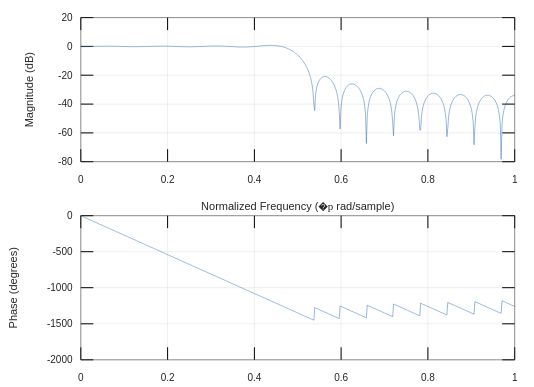 20
0
-20
-40
-60
-80
Magnitude (dB)
0 0.2 0.4 0.6 0.8 1
Normalized Frequency (�p rad/sample)
0
-500
-1000
-1500
-2000
Phase (degrees)
0 0.2 0.4 0.6 0.8 1